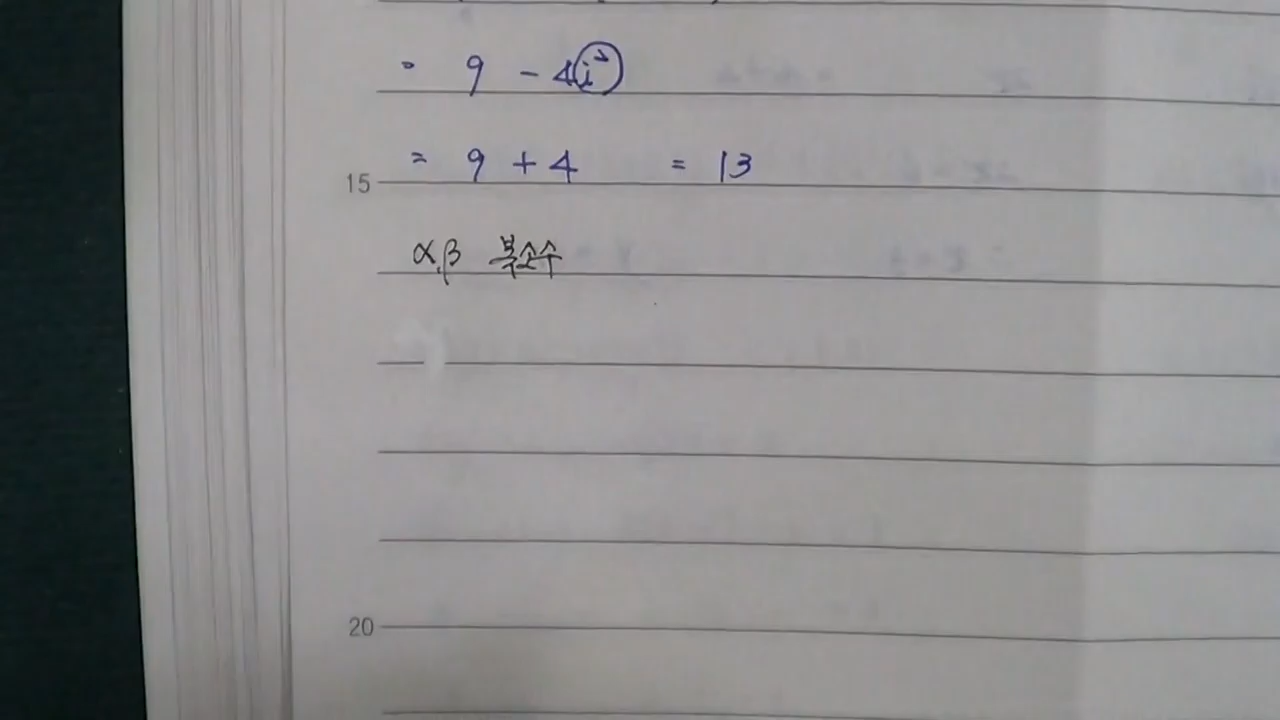 = 9 - 4i²
15 = 9 + 4 = 13
α,β 복소수
20